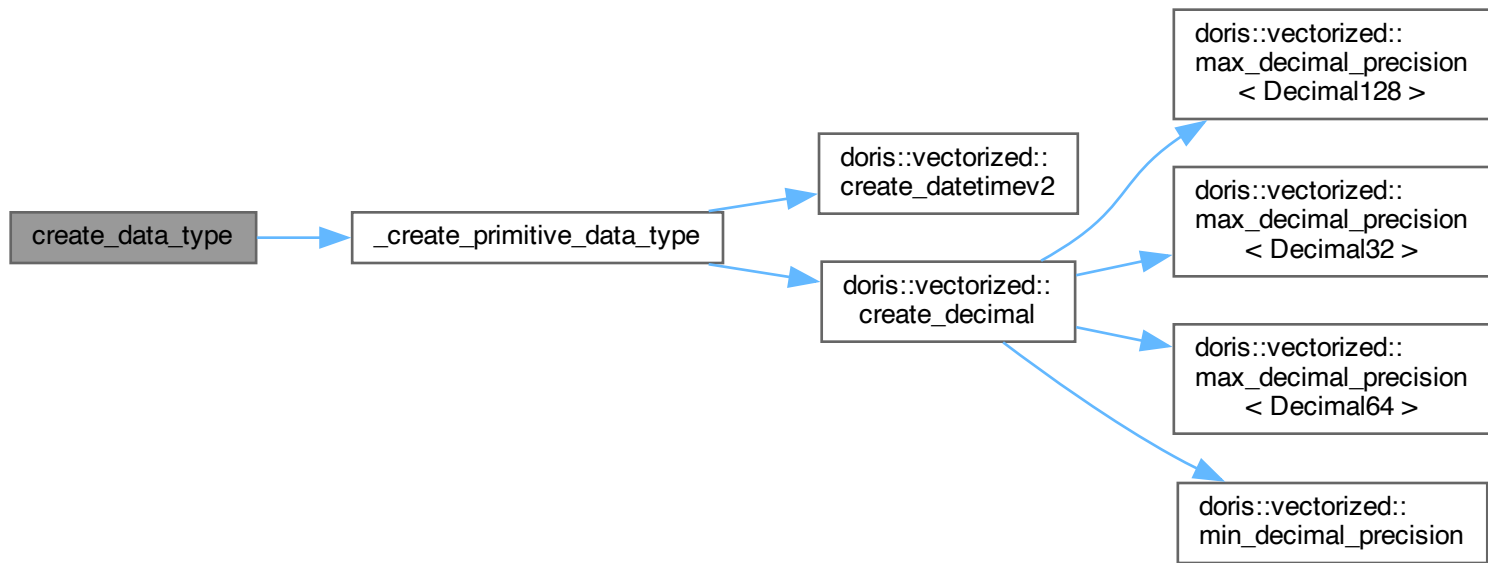 create_data_type
_create_primitive_data_type
doris::vectorized::
create_datetimev2
doris::vectorized::
create_decimal
doris::vectorized::
max_decimal_precision
< Decimal128 >
doris::vectorized::
max_decimal_precision
< Decimal32 >
doris::vectorized::
max_decimal_precision
< Decimal64 >
doris::vectorized::
min_decimal_precision